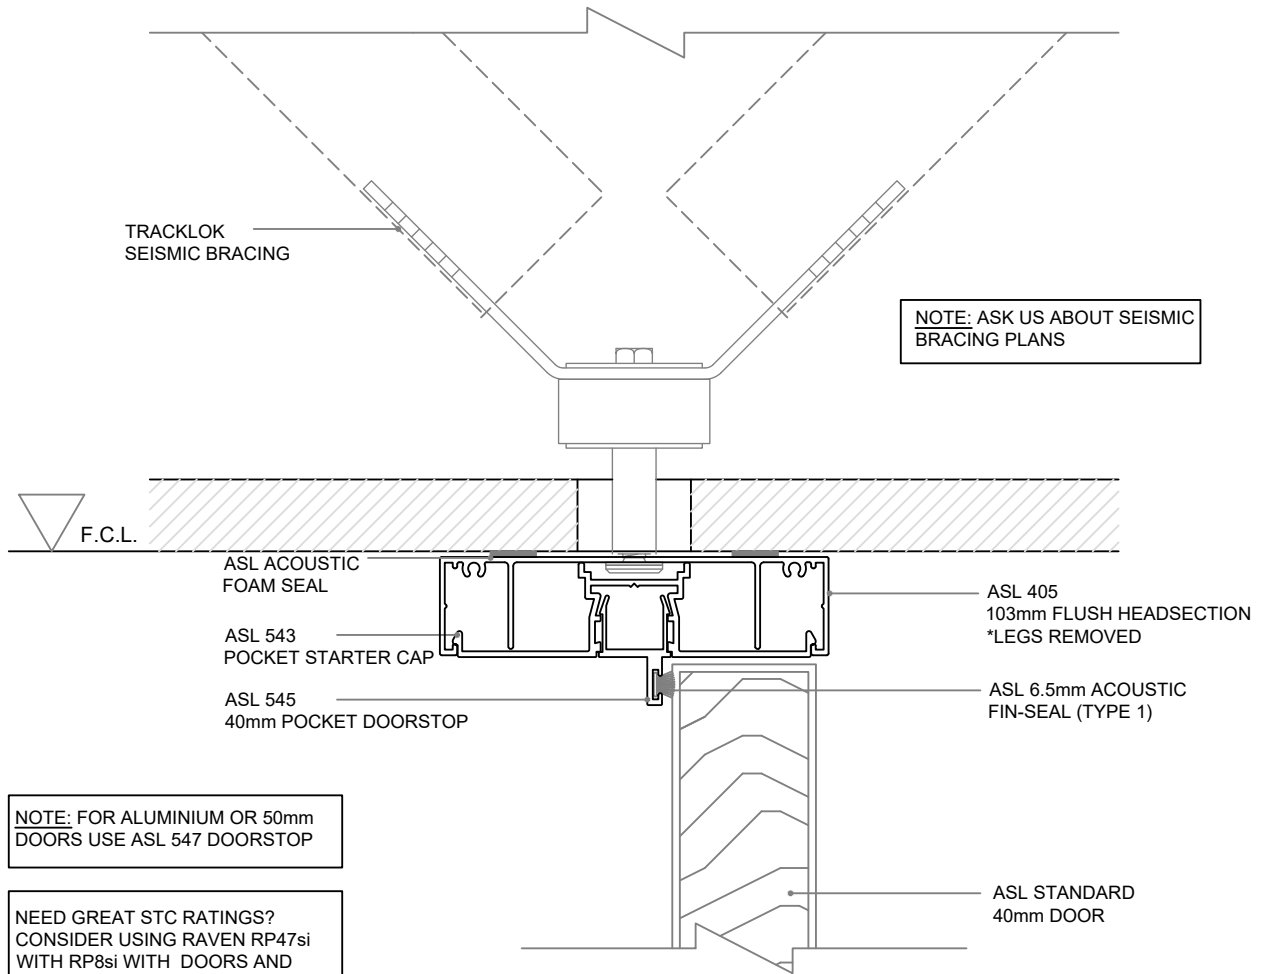 TRACKLOK
SEISMIC BRACING
NOTE: ASK US ABOUT SEISMIC
BRACING PLANS
F.C.L.
ASL ACOUSTIC
FOAM SEAL
ASL 405
103mm FLUSH HEADSECTION
*LEGS REMOVED
ASL 543
POCKET STARTER CAP
ASL 545
40mm POCKET DOORSTOP
ASL 6.5mm ACOUSTIC
FIN-SEAL (TYPE 1)
NOTE: FOR ALUMINIUM OR 50mm
DOORS USE ASL 547 DOORSTOP
ASL STANDARD
40mm DOOR
NEED GREAT STC RATINGS?
CONSIDER USING RAVEN RP47si
WITH RP8si WITH DOORS AND